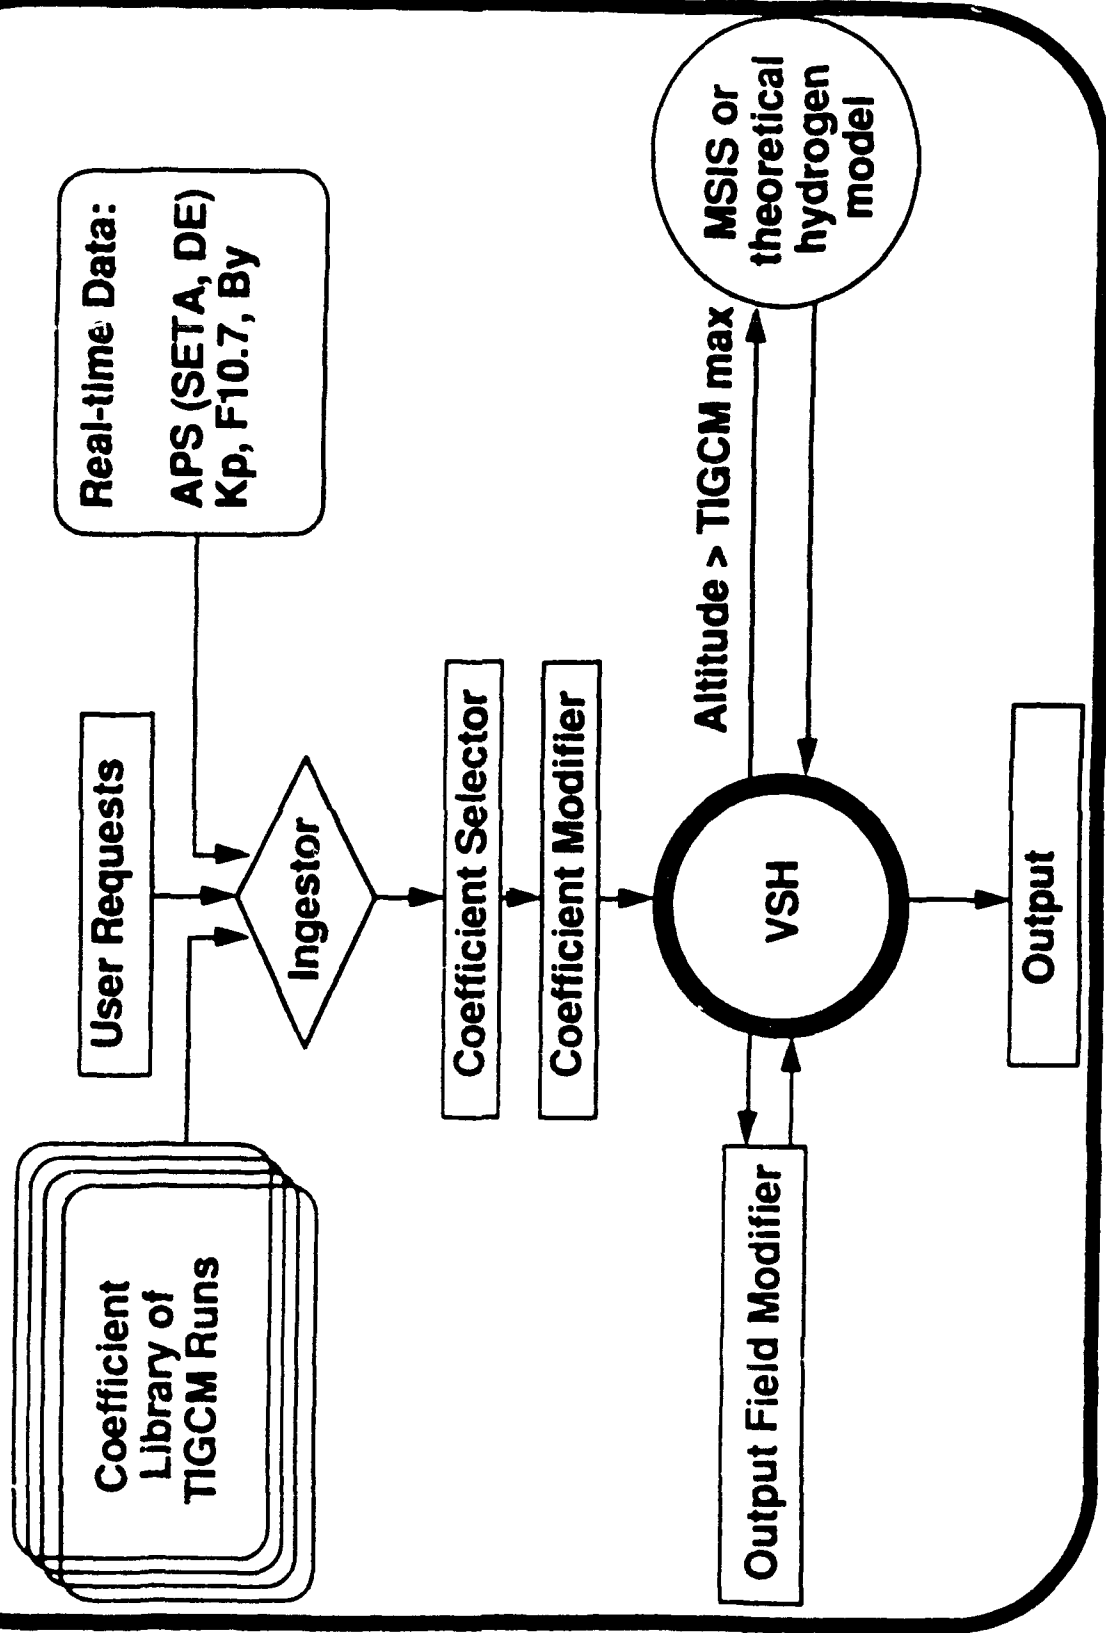 Coefficient
Library of
TIGCM Runs
User Requests
Real-time Data:
APS (SETA, DE)
Kp, F10.7, By
Ingestor
Coefficient Selector
Coefficient Modifier
Output Field Modifier
VSH
Altitude > TIGCM max
MSIS or
theoretical
hydrogen
model
Output